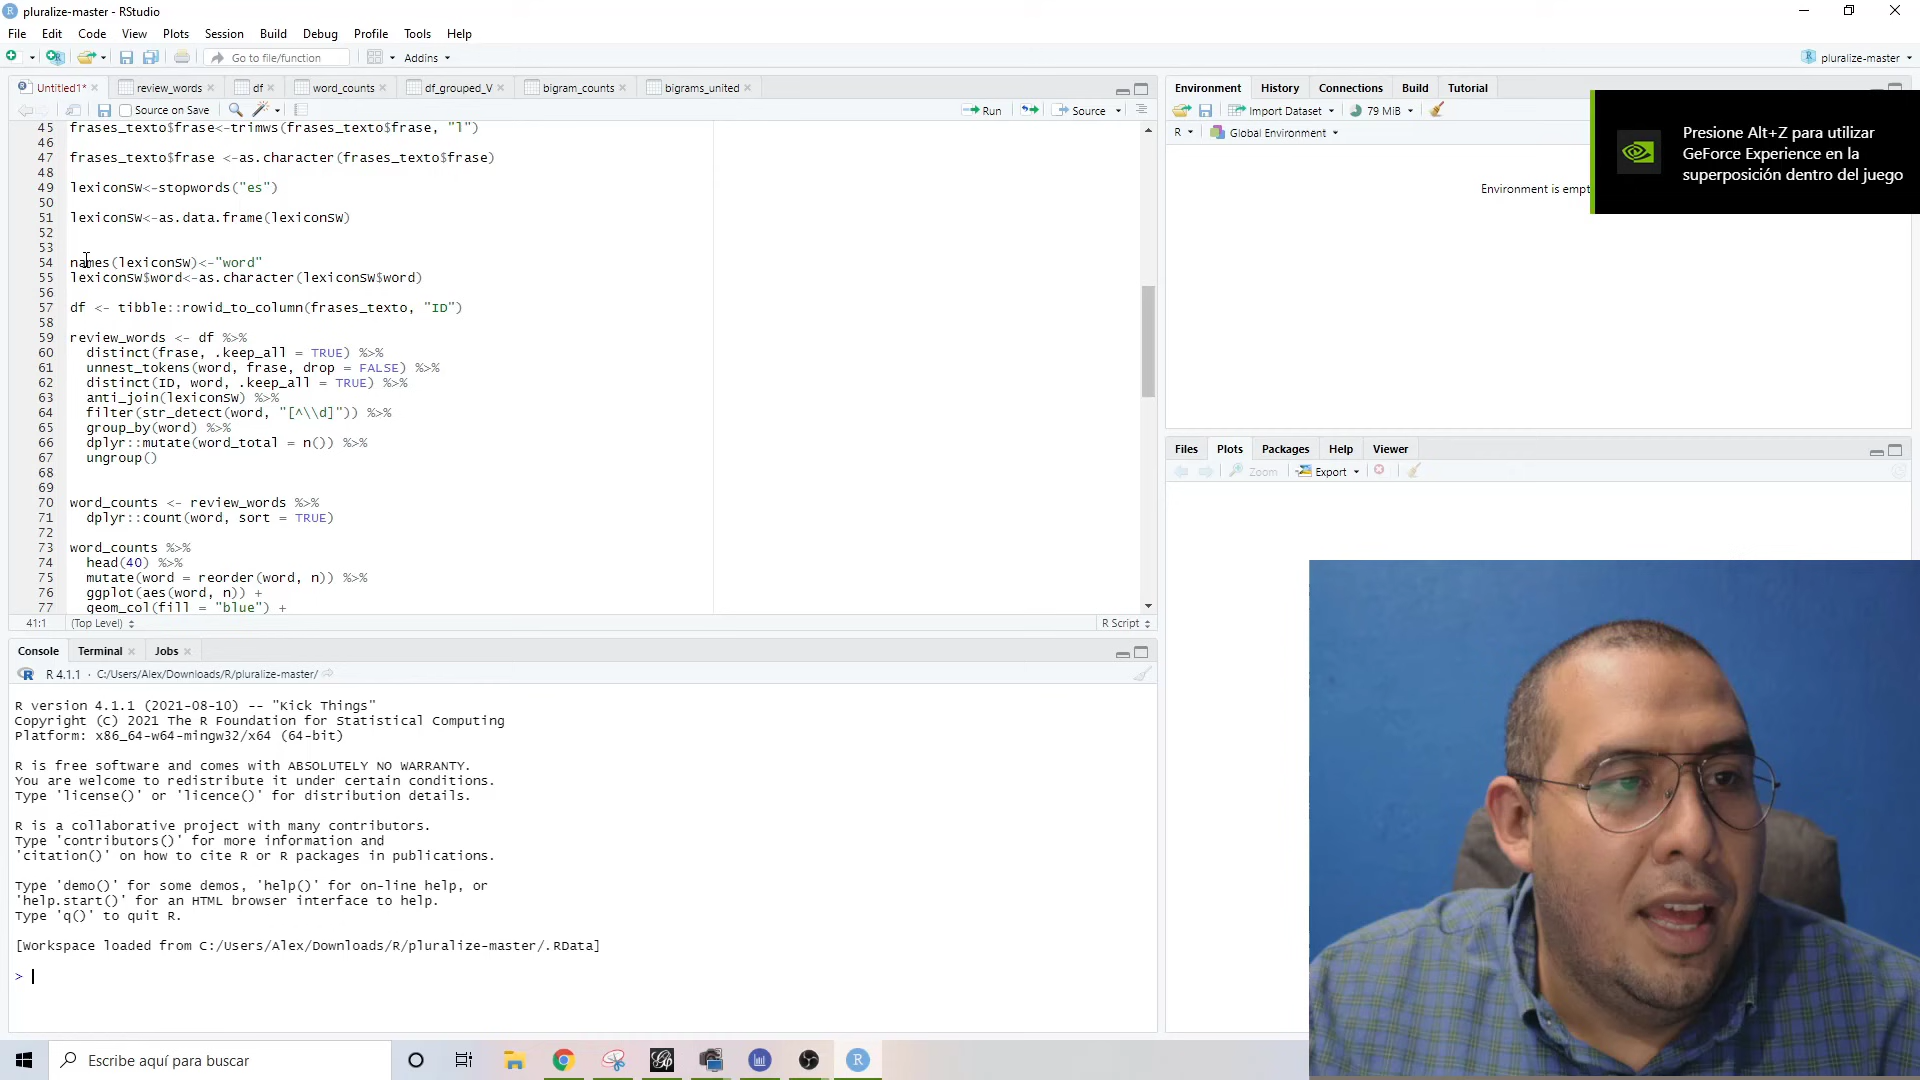 pluralize-master - RStudio
File Edit Code View Plots Session Build Debug Profile Tools Help
Go to file/function Addins pluralize-master
Untitled1* review_words df word_counts df_grouped_V bigram_counts bigrams_united
Source on Save Run Source
45 frases_texto$frase<-trimws(frases_texto$frase, "l")
46
47 frases_texto$frase <-as.character(frases_texto$frase)
48
49 lexiconSW<-stopwords("es")
50
51 lexiconSW<-as.data.frame(lexiconSW)
52
53
54 names(lexiconSW)<-"word"
55 lexiconSW$word<-as.character(lexiconSW$word)
56
57 df <- tibble::rowid_to_column(frases_texto, "ID")
58
59 review_words <- df %>%
60 distinct(frase, .keep_all = TRUE) %>%
61 unnest_tokens(word, frase, drop = FALSE) %>%
62 distinct(ID, word, .keep_all = TRUE) %>%
63 anti_join(lexiconSW) %>%
64 filter(str_detect(word, "[^\\d]")) %>%
65 group_by(word) %>%
66 dplyr::mutate(word_total = n()) %>%
67 ungroup()
68
69
70 word_counts <- review_words %>%
71 dplyr::count(word, sort = TRUE)
72
73 word_counts %>%
74 head(40) %>%
75 mutate(word = reorder(word, n)) %>%
76 ggplot(aes(word, n)) +
77 geom_col(fill = "blue") +
41:1 (Top Level) R Script
Console Terminal Jobs
R 4.1.1 · C:/Users/Alex/Downloads/R/pluralize-master/
R version 4.1.1 (2021-08-10) -- "Kick Things"
Copyright (C) 2021 The R Foundation for Statistical Computing
Platform: x86_64-w64-mingw32/x64 (64-bit)
R is free software and comes with ABSOLUTELY NO WARRANTY.
You are welcome to redistribute it under certain conditions.
Type 'license()' or 'licence()' for distribution details.
R is a collaborative project with many contributors.
Type 'contributors()' for more information and
'citation()' on how to cite R or R packages in publications.
Type 'demo()' for some demos, 'help()' for on-line help, or
'help.start()' for an HTML browser interface to help.
Type 'q()' to quit R.
[Workspace loaded from C:/Users/Alex/Downloads/R/pluralize-master/.RData]
>
Environment History Connections Build Tutorial
Import Dataset 79 MiB
R Global Environment
Environment is empt
Presione Alt+Z para utilizar
GeForce Experience en la
superposición dentro del juego
Files Plots Packages Help Viewer
Zoom Export
Escribe aquí para buscar